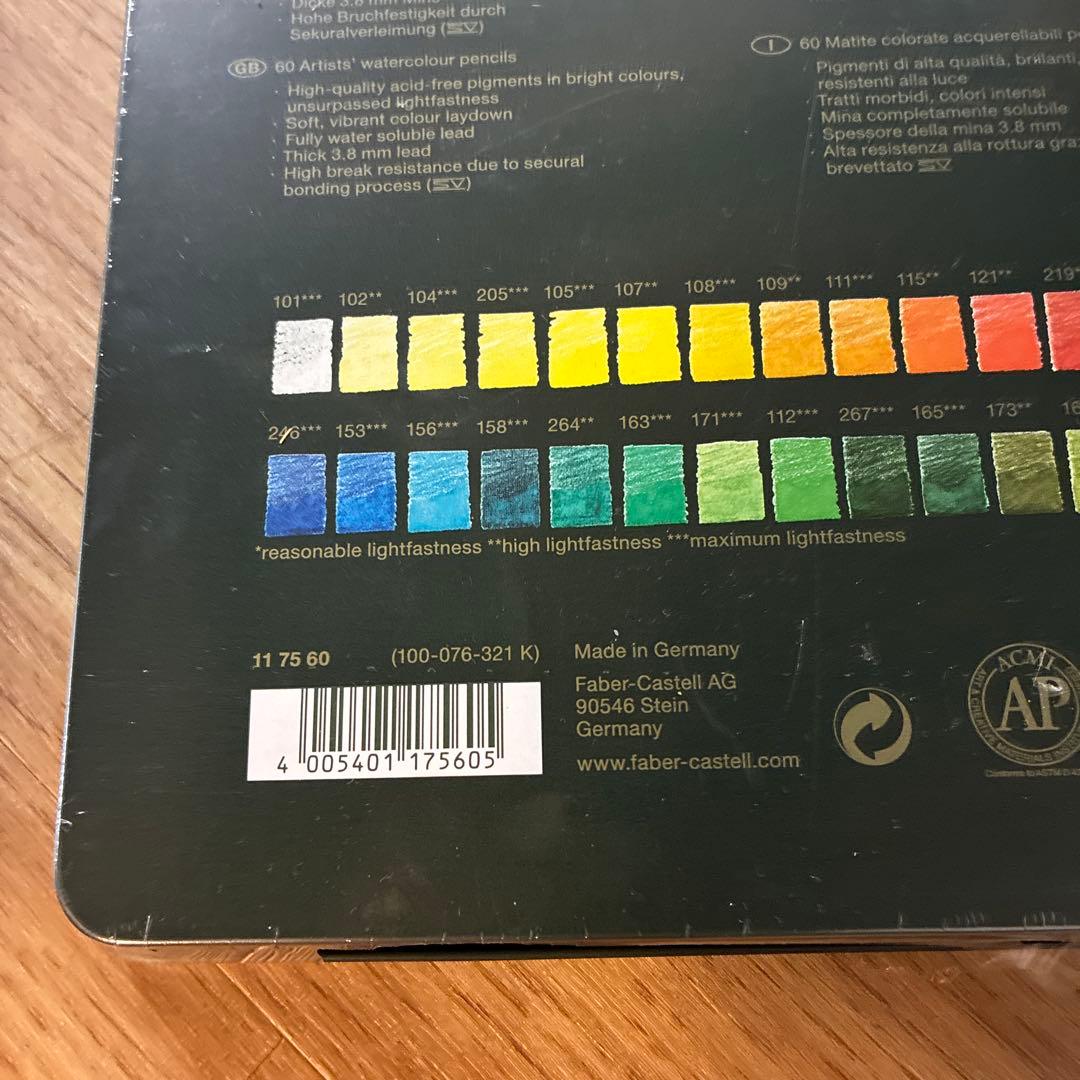 Dicke 3.8 mm Mine
· Hohe Bruchfestigkeit durch
Sekuralverleimung (SV)
GB 60 Artists' watercolour pencils
· High-quality acid-free pigments in bright colours,
unsurpassed lightfastness
· Soft, vibrant colour laydown
· Fully water soluble lead
· Thick 3.8 mm lead
· High break resistance due to secural
bonding process (SV)
I 60 Matite colorate acquerellabili
Pigmenti di alta qualità, brillanti,
resistenti alla luce
Tratti morbidi, colori intensi
Mina completamente solubile
Spessore della mina 3.8 mm
Alta resistenza alla rottura
brevettato SV
101*** 102** 104*** 205*** 105*** 107** 108*** 109** 111*** 115** 121** 219*
246*** 153*** 156*** 158*** 264** 163*** 171*** 112*** 267*** 165*** 173**
*reasonable lightfastness **high lightfastness ***maximum lightfastness
11 75 60 (100-076-321 K)
4 005401 175605
Made in Germany
Faber-Castell AG
90546 Stein
Germany
www.faber-castell.com
ACMI
AP